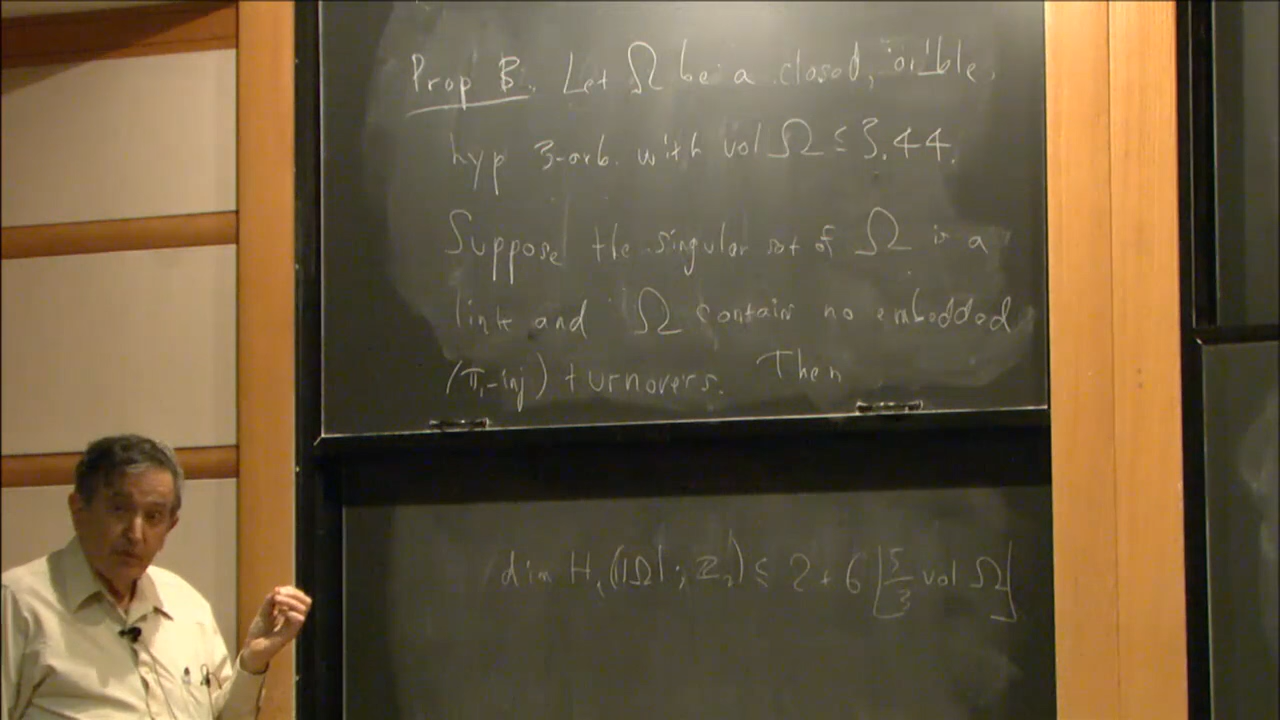 Prop B. Let Ω be a closed, or'ble,
hyp 3-orb. with vol Ω ≤ 3.44.
Suppose the singular set of Ω is a
link and Ω contains no embedded
(π₁-inj) turnovers. Then
dim H₁(|Ω|; ℤ₂) ≤ 2 + 6 ⌊5/3 vol Ω⌋